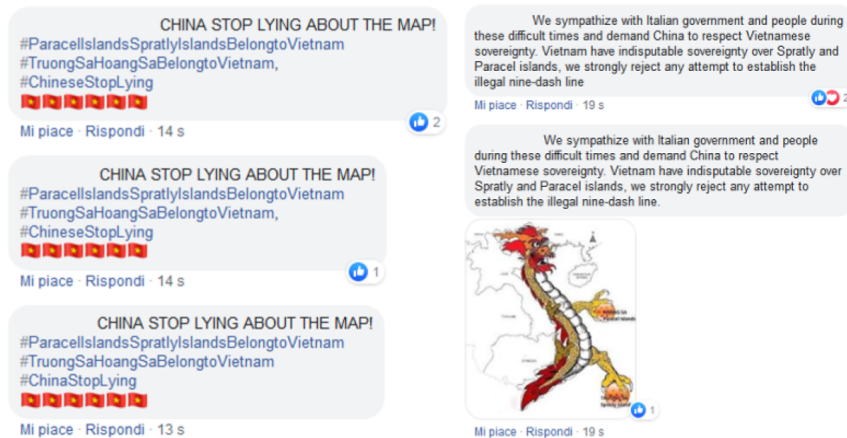 CHINA STOP LYING ABOUT THE MAP!
#ParacelIslandsSpratlyIslandsBelongtoVietnam
#TruongSaHoangSaBelongtoVietnam,
#ChineseStopLying
🇻🇳🇻🇳🇻🇳🇻🇳🇻🇳🇻🇳
2
Mi piace · Rispondi · 14 s
CHINA STOP LYING ABOUT THE MAP!
#ParacelIslandsSpratlyIslandsBelongtoVietnam
#TruongSaHoangSaBelongtoVietnam,
#ChineseStopLying
🇻🇳🇻🇳🇻🇳🇻🇳🇻🇳🇻🇳
1
Mi piace · Rispondi · 14 s
CHINA STOP LYING ABOUT THE MAP!
#ParacelIslandsSpratlyIslandsBelongtoVietnam
#TruongSaHoangSaBelongtoVietnam
#ChinaStopLying
🇻🇳🇻🇳🇻🇳🇻🇳🇻🇳🇻🇳
Mi piace · Rispondi · 13 s
We sympathize with Italian government and people during
these difficult times and demand China to respect Vietnamese
sovereignty. Vietnam have indisputable sovereignty over Spratly and
Paracel islands, we strongly reject any attempt to establish the
illegal nine-dash line
2
Mi piace · Rispondi · 19 s
We sympathize with Italian government and people
during these difficult times and demand China to respect
Vietnamese sovereignty. Vietnam have indisputable sovereignty over
Spratly and Paracel islands, we strongly reject any attempt to
establish the illegal nine-dash line.
Paracel Islands
Spratly Island
1
Mi piace · Rispondi · 19 s